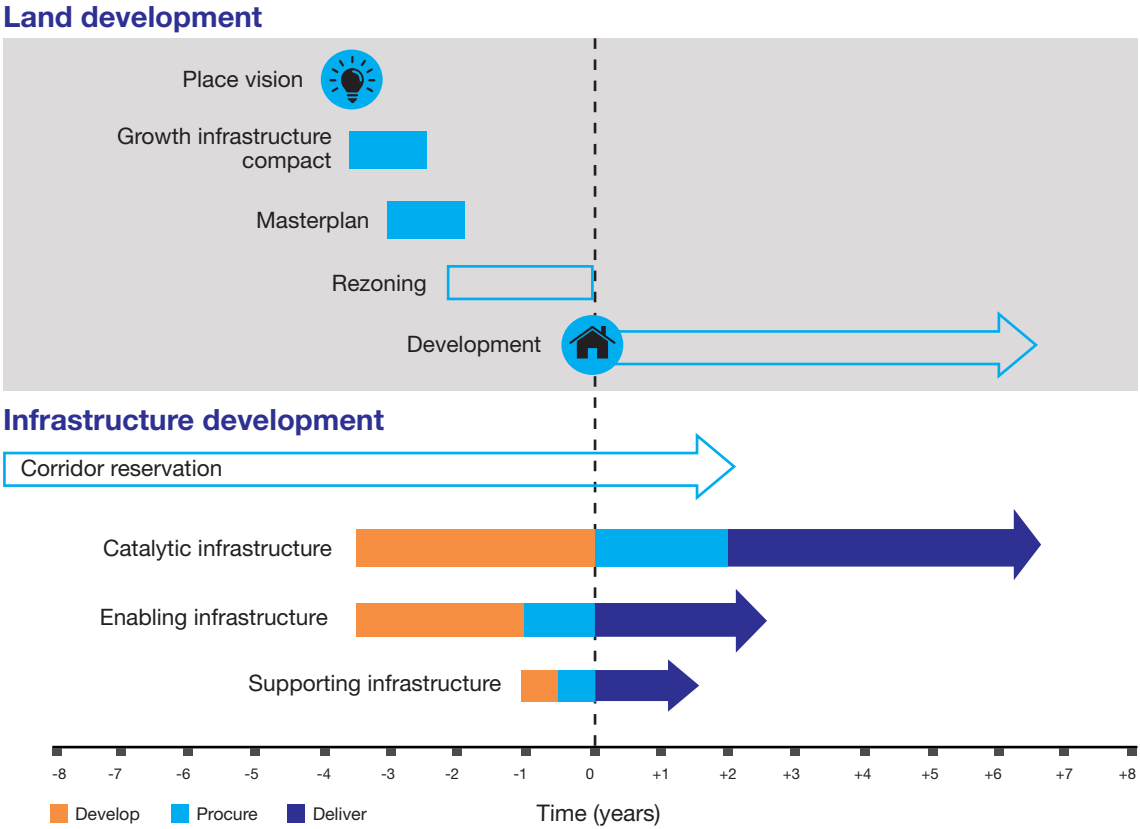 Land development
Place vision
Growth infrastructure
compact
Masterplan
Rezoning
Development
Infrastructure development
Corridor reservation
Catalytic infrastructure
Enabling infrastructure
Supporting infrastructure
-8 -7 -6 -5 -4 -3 -2 -1 0 +1 +2 +3 +4 +5 +6 +7 +8
Develop Procure Deliver Time (years)